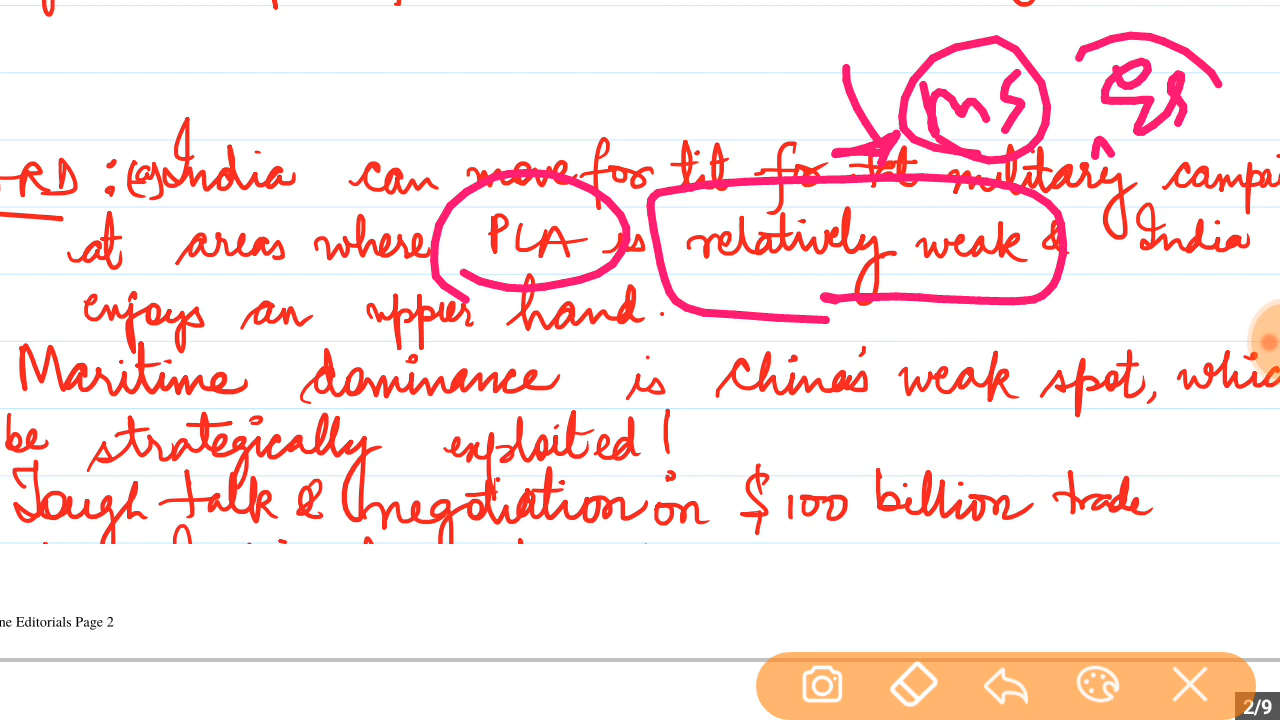 MS
RD : (a) India can move for tit for tat military campai
at areas where PLA is relatively weak & India
enjoys an upper hand.
Maritime dominance is China's weak spot, whic
be strategically exploited!
Tough talk & negotiation on $ 100 billion trade
ne Editorials Page 2
2/9